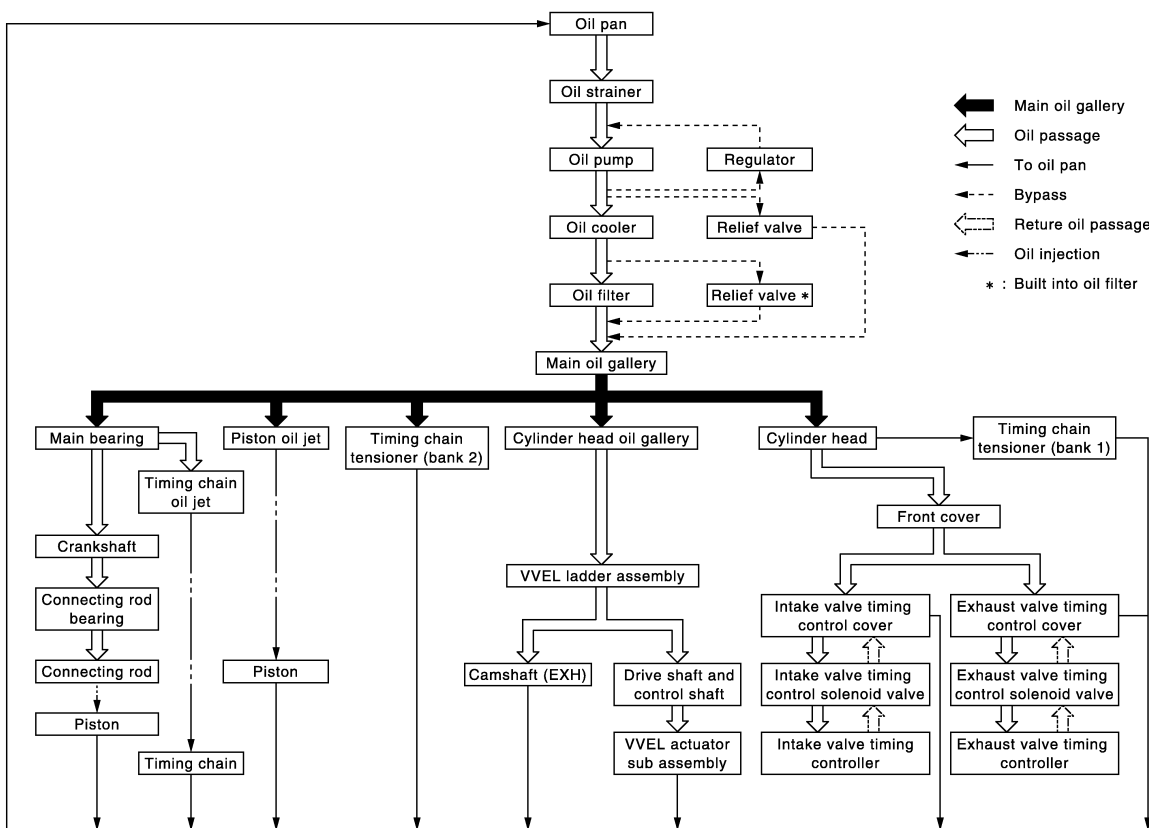 Oil pan
Oil strainer
Main oil gallery
Oil passage
Oil pump
Regulator
To oil pan
Bypass
Oil cooler
Relief valve
Reture oil passage
Oil injection
Oil filter
Relief valve *
* : Built into oil filter
Main oil gallery
Main bearing
Piston oil jet
Timing chain
tensioner (bank 2)
Cylinder head oil gallery
Cylinder head
Timing chain
tensioner (bank 1)
Timing chain
oil jet
Front cover
Crankshaft
VVEL ladder assembly
Connecting rod
bearing
Intake valve timing
control cover
Exhaust valve timing
control cover
Connecting rod
Piston
Camshaft (EXH)
Drive shaft and
control shaft
Intake valve timing
control solenoid valve
Exhaust valve timing
control solenoid valve
Piston
Timing chain
VVEL actuator
sub assembly
Intake valve timing
controller
Exhaust valve timing
controller